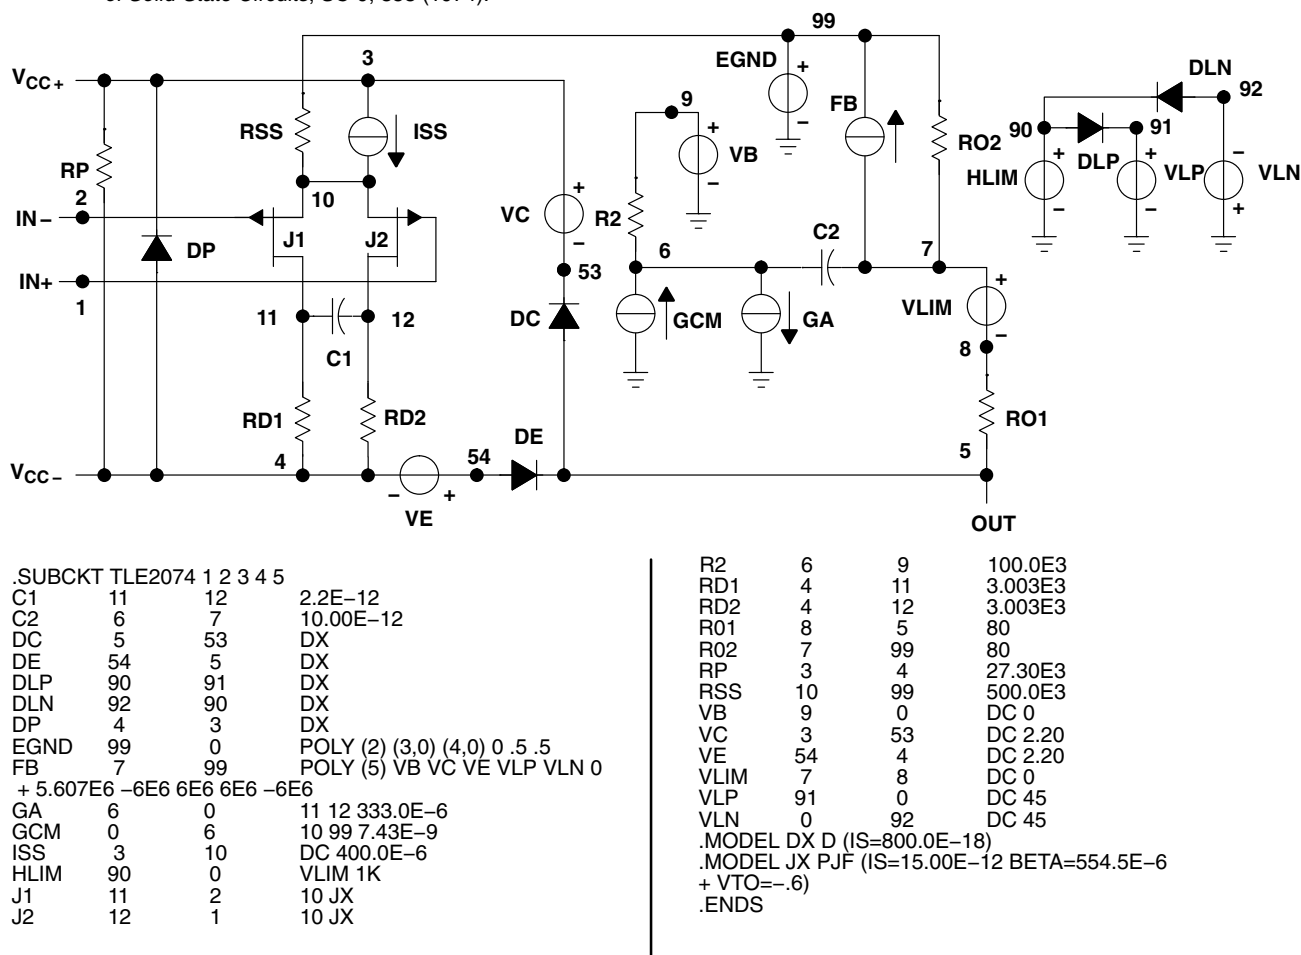 of Solid-State Circuits, SC-9, 353 (1974).
99
3
VCC+
EGND
+
−
DLN
92
9
FB
RSS
ISS
+
−
VB
RO2
90
91
DLP
HLIM
+
−
+
−
VLP
−
+
VLN
RP
2
10
IN−
J1
J2
VC
+
−
R2
C2
DP
6
7
53
IN+
1
+
VLIM
−
11
12
DC
GCM
GA
8
C1
RD1
RD2
RO1
DE
4
54
5
VCC−
−
+
VE
OUT
.SUBCKT TLE2074 1 2 3 4 5
C1 11 12 2.2E−12
C2 6 7 10.00E−12
DC 5 53 DX
DE 54 5 DX
DLP 90 91 DX
DLN 92 90 DX
DP 4 3 DX
EGND 99 0 POLY (2) (3,0) (4,0) 0 .5 .5
FB 7 99 POLY (5) VB VC VE VLP VLN 0
+ 5.607E6 −6E6 6E6 6E6 −6E6
GA 6 0 11 12 333.0E−6
GCM 0 6 10 99 7.43E−9
ISS 3 10 DC 400.0E−6
HLIM 90 0 VLIM 1K
J1 11 2 10 JX
J2 12 1 10 JX
R2 6 9 100.0E3
RD1 4 11 3.003E3
RD2 4 12 3.003E3
R01 8 5 80
R02 7 99 80
RP 3 4 27.30E3
RSS 10 99 500.0E3
VB 9 0 DC 0
VC 3 53 DC 2.20
VE 54 4 DC 2.20
VLIM 7 8 DC 0
VLP 91 0 DC 45
VLN 0 92 DC 45
.MODEL DX D (IS=800.0E−18)
.MODEL JX PJF (IS=15.00E−12 BETA=554.5E−6
+ VTO=−.6)
.ENDS